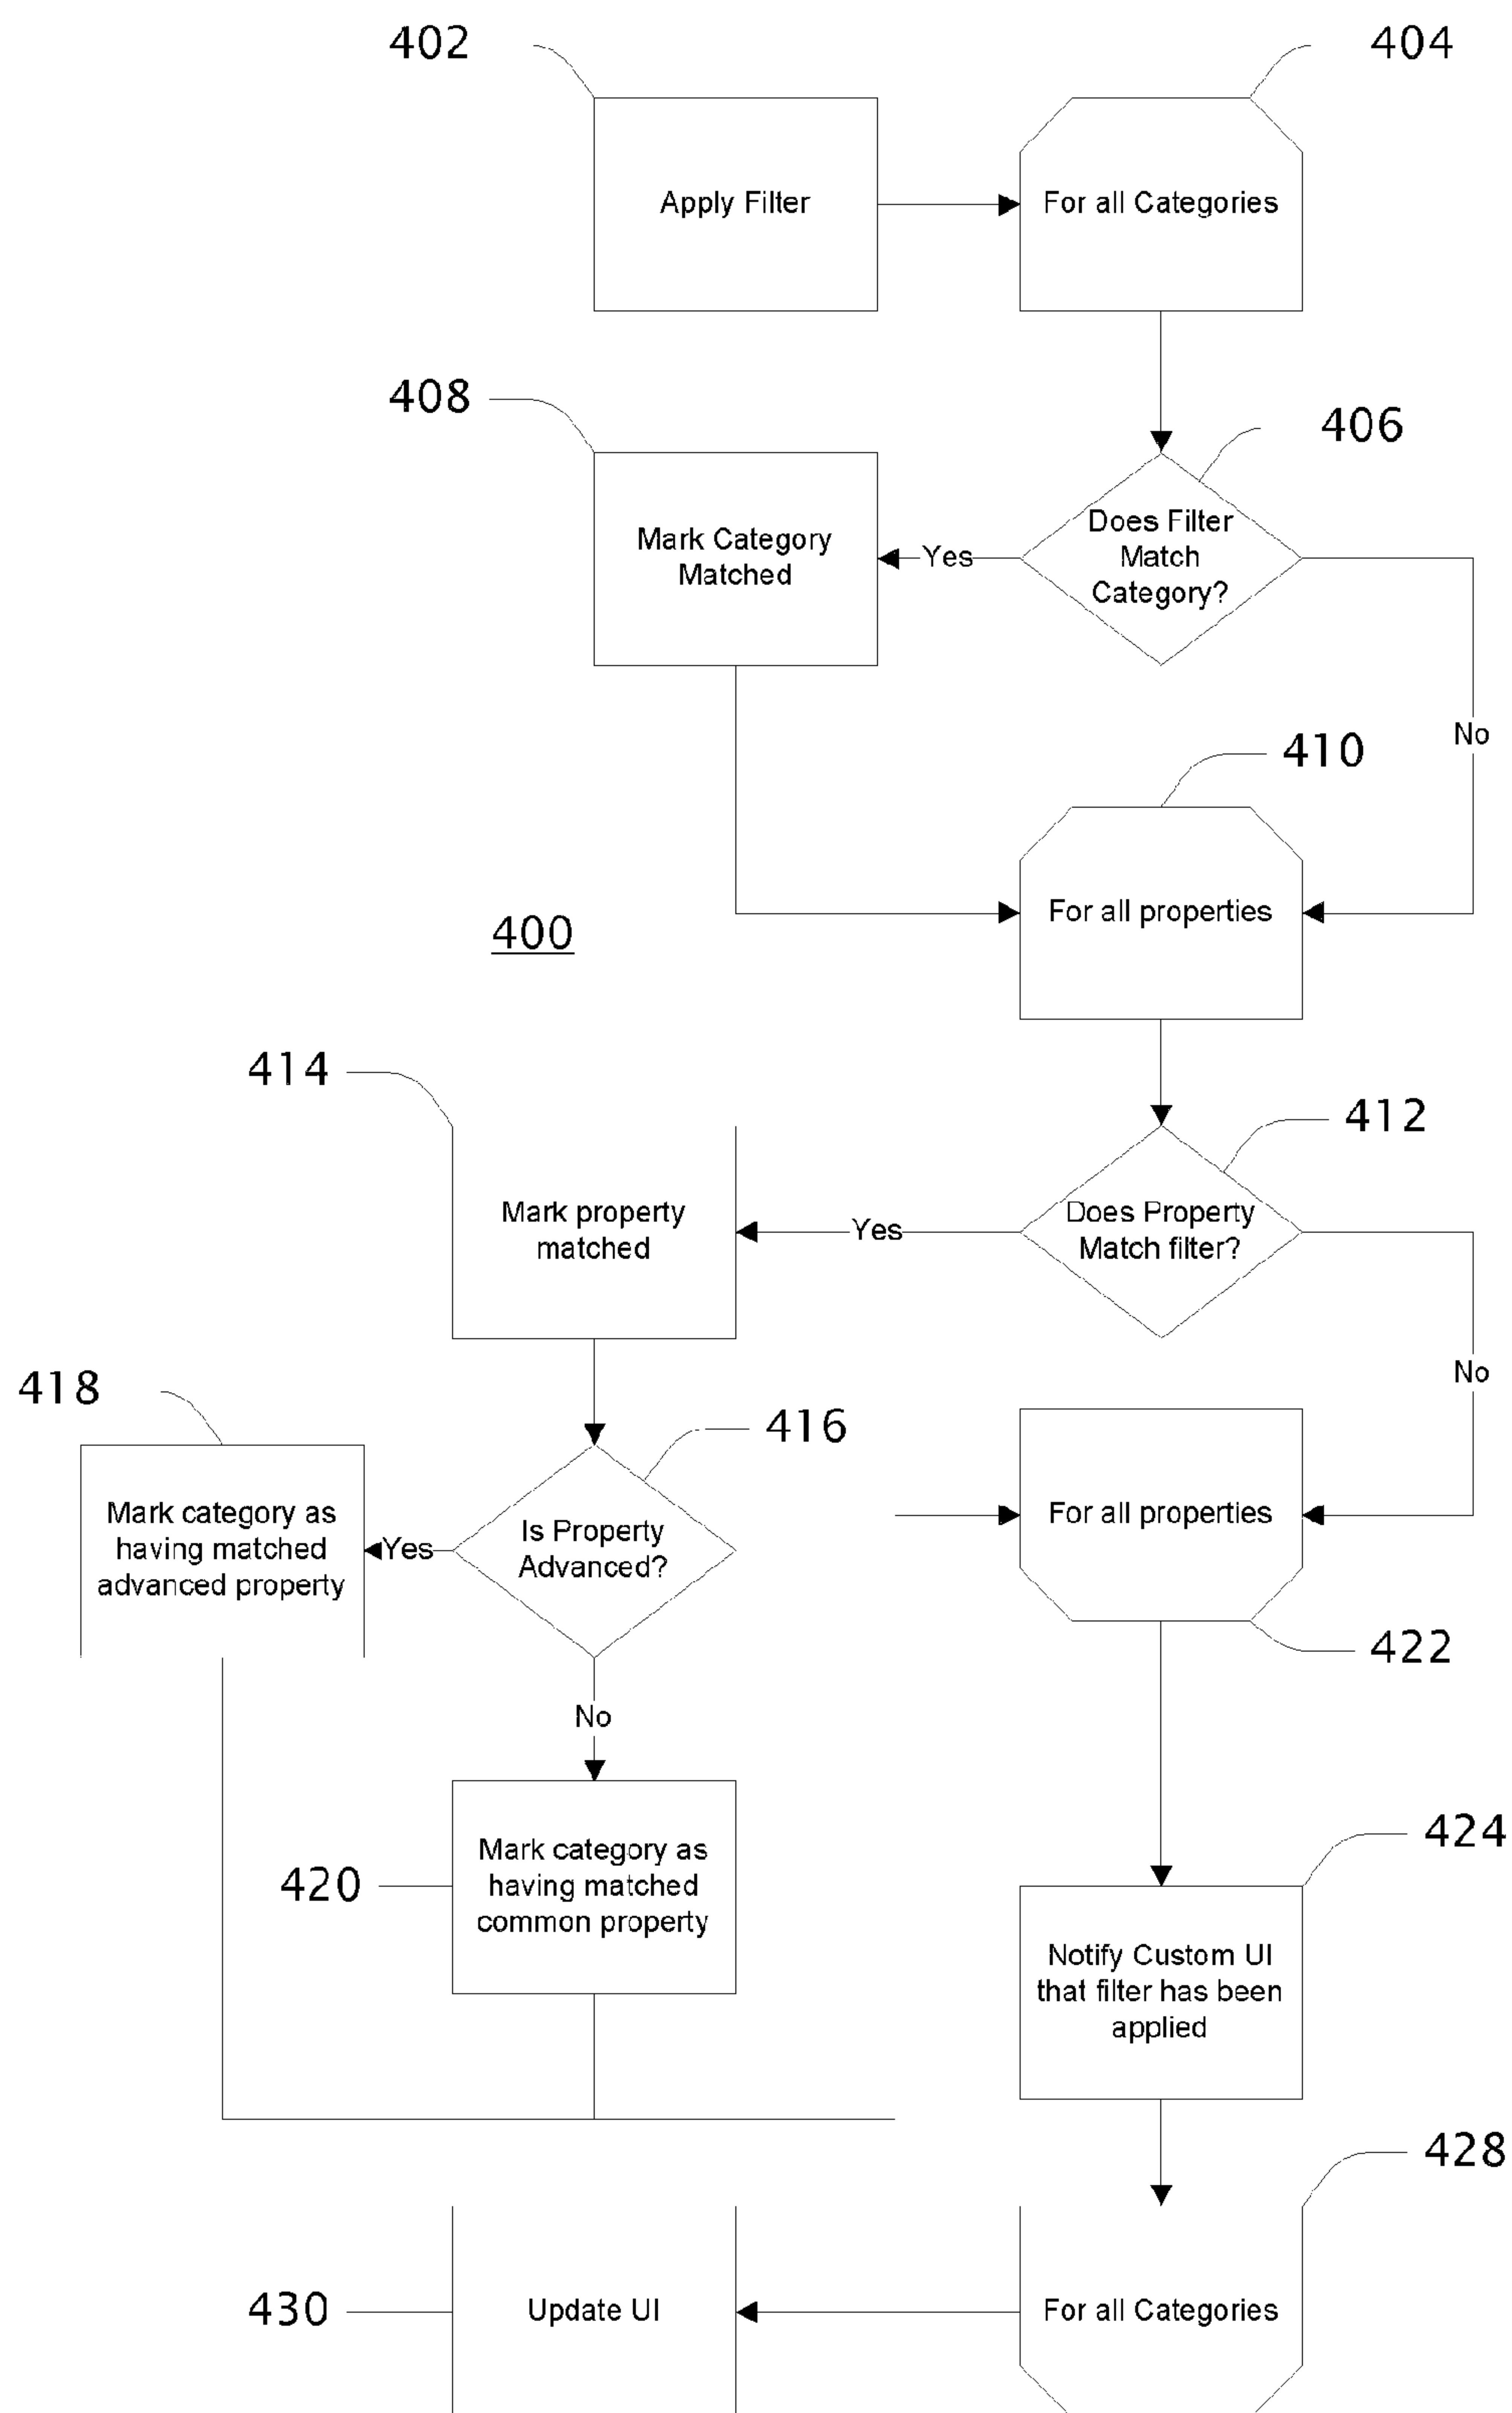 402
404
Apply Filter
For all Categories
408
406
Mark Category
Matched
Yes
Does Filter
Match
Category?
No
410
For all properties
400
414
412
Mark property
matched
Yes
Does Property
Match filter?
No
418
416
Mark category as
having matched
advanced property
Yes
Is Property
Advanced?
For all properties
422
No
424
Mark category as
having matched
common property
420
Notify Custom UI
that filter has been
applied
428
430
Update UI
For all Categories